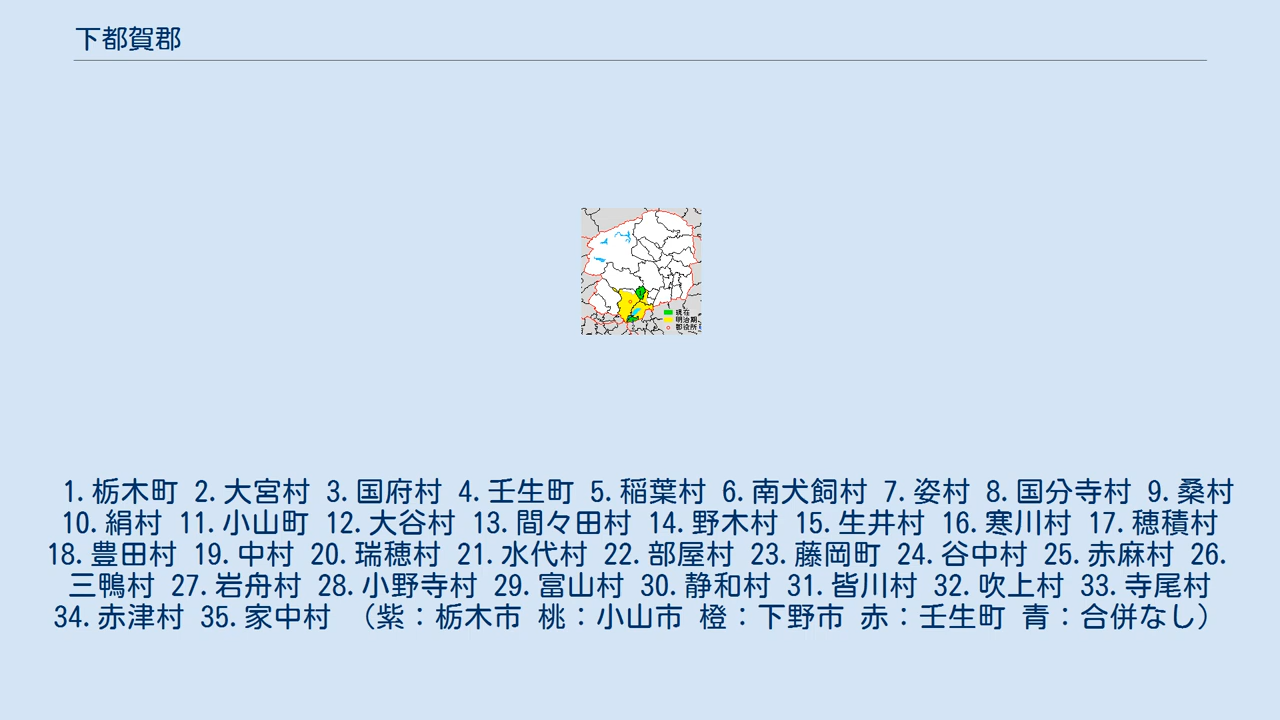 下都賀郡
現在
明治期
郡役所
1.栃木町 2.大宮村 3.国府村 4.壬生町 5.稲葉村 6.南犬飼村 7.姿村 8.国分寺村 9.桑村
10.絹村 11.小山町 12.大谷村 13.間々田村 14.野木村 15.生井村 16.寒川村 17.穂積村
18.豊田村 19.中村 20.瑞穂村 21.水代村 22.部屋村 23.藤岡町 24.谷中村 25.赤麻村 26.
三鴨村 27.岩舟村 28.小野寺村 29.富山村 30.静和村 31.皆川村 32.吹上村 33.寺尾村
34.赤津村 35.家中村 （紫：栃木市 桃：小山市 橙：下野市 赤：壬生町 青：合併なし）